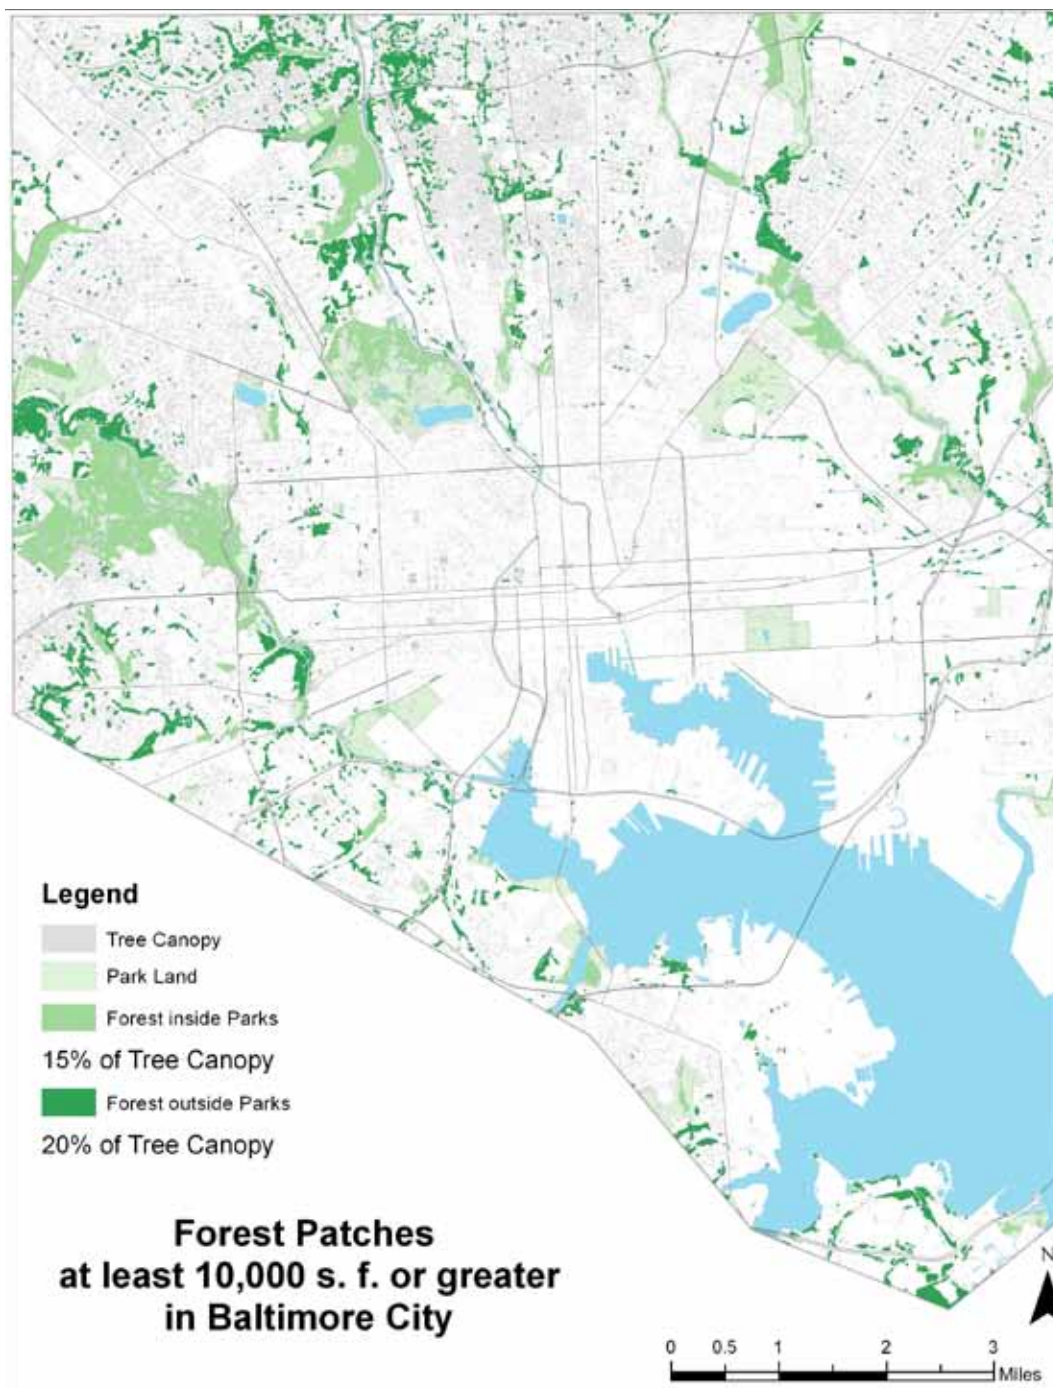 Legend
Tree Canopy
Park Land
Forest inside Parks
15% of Tree Canopy
Forest outside Parks
20% of Tree Canopy
Forest Patches
at least 10,000 s. f. or greater
in Baltimore City
N
0 0.5 1 2 3
Miles